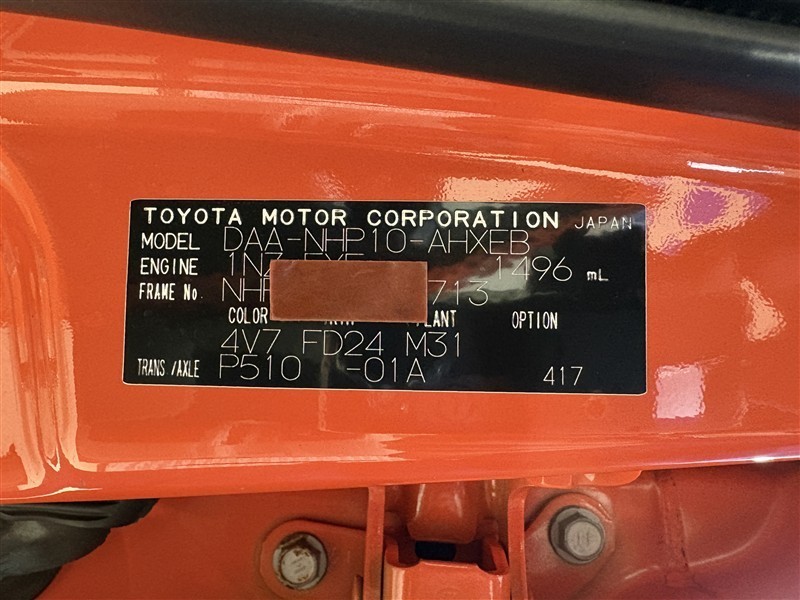 TOYOTA MOTOR CORPORATION JAPAN
MODEL DAA-NHP10-AHXEB
ENGINE 1496 mL
FRAME No. 713
COLOR OPTION
4V7 FD24 M31
TRANS/AXLE P510 -01A 417